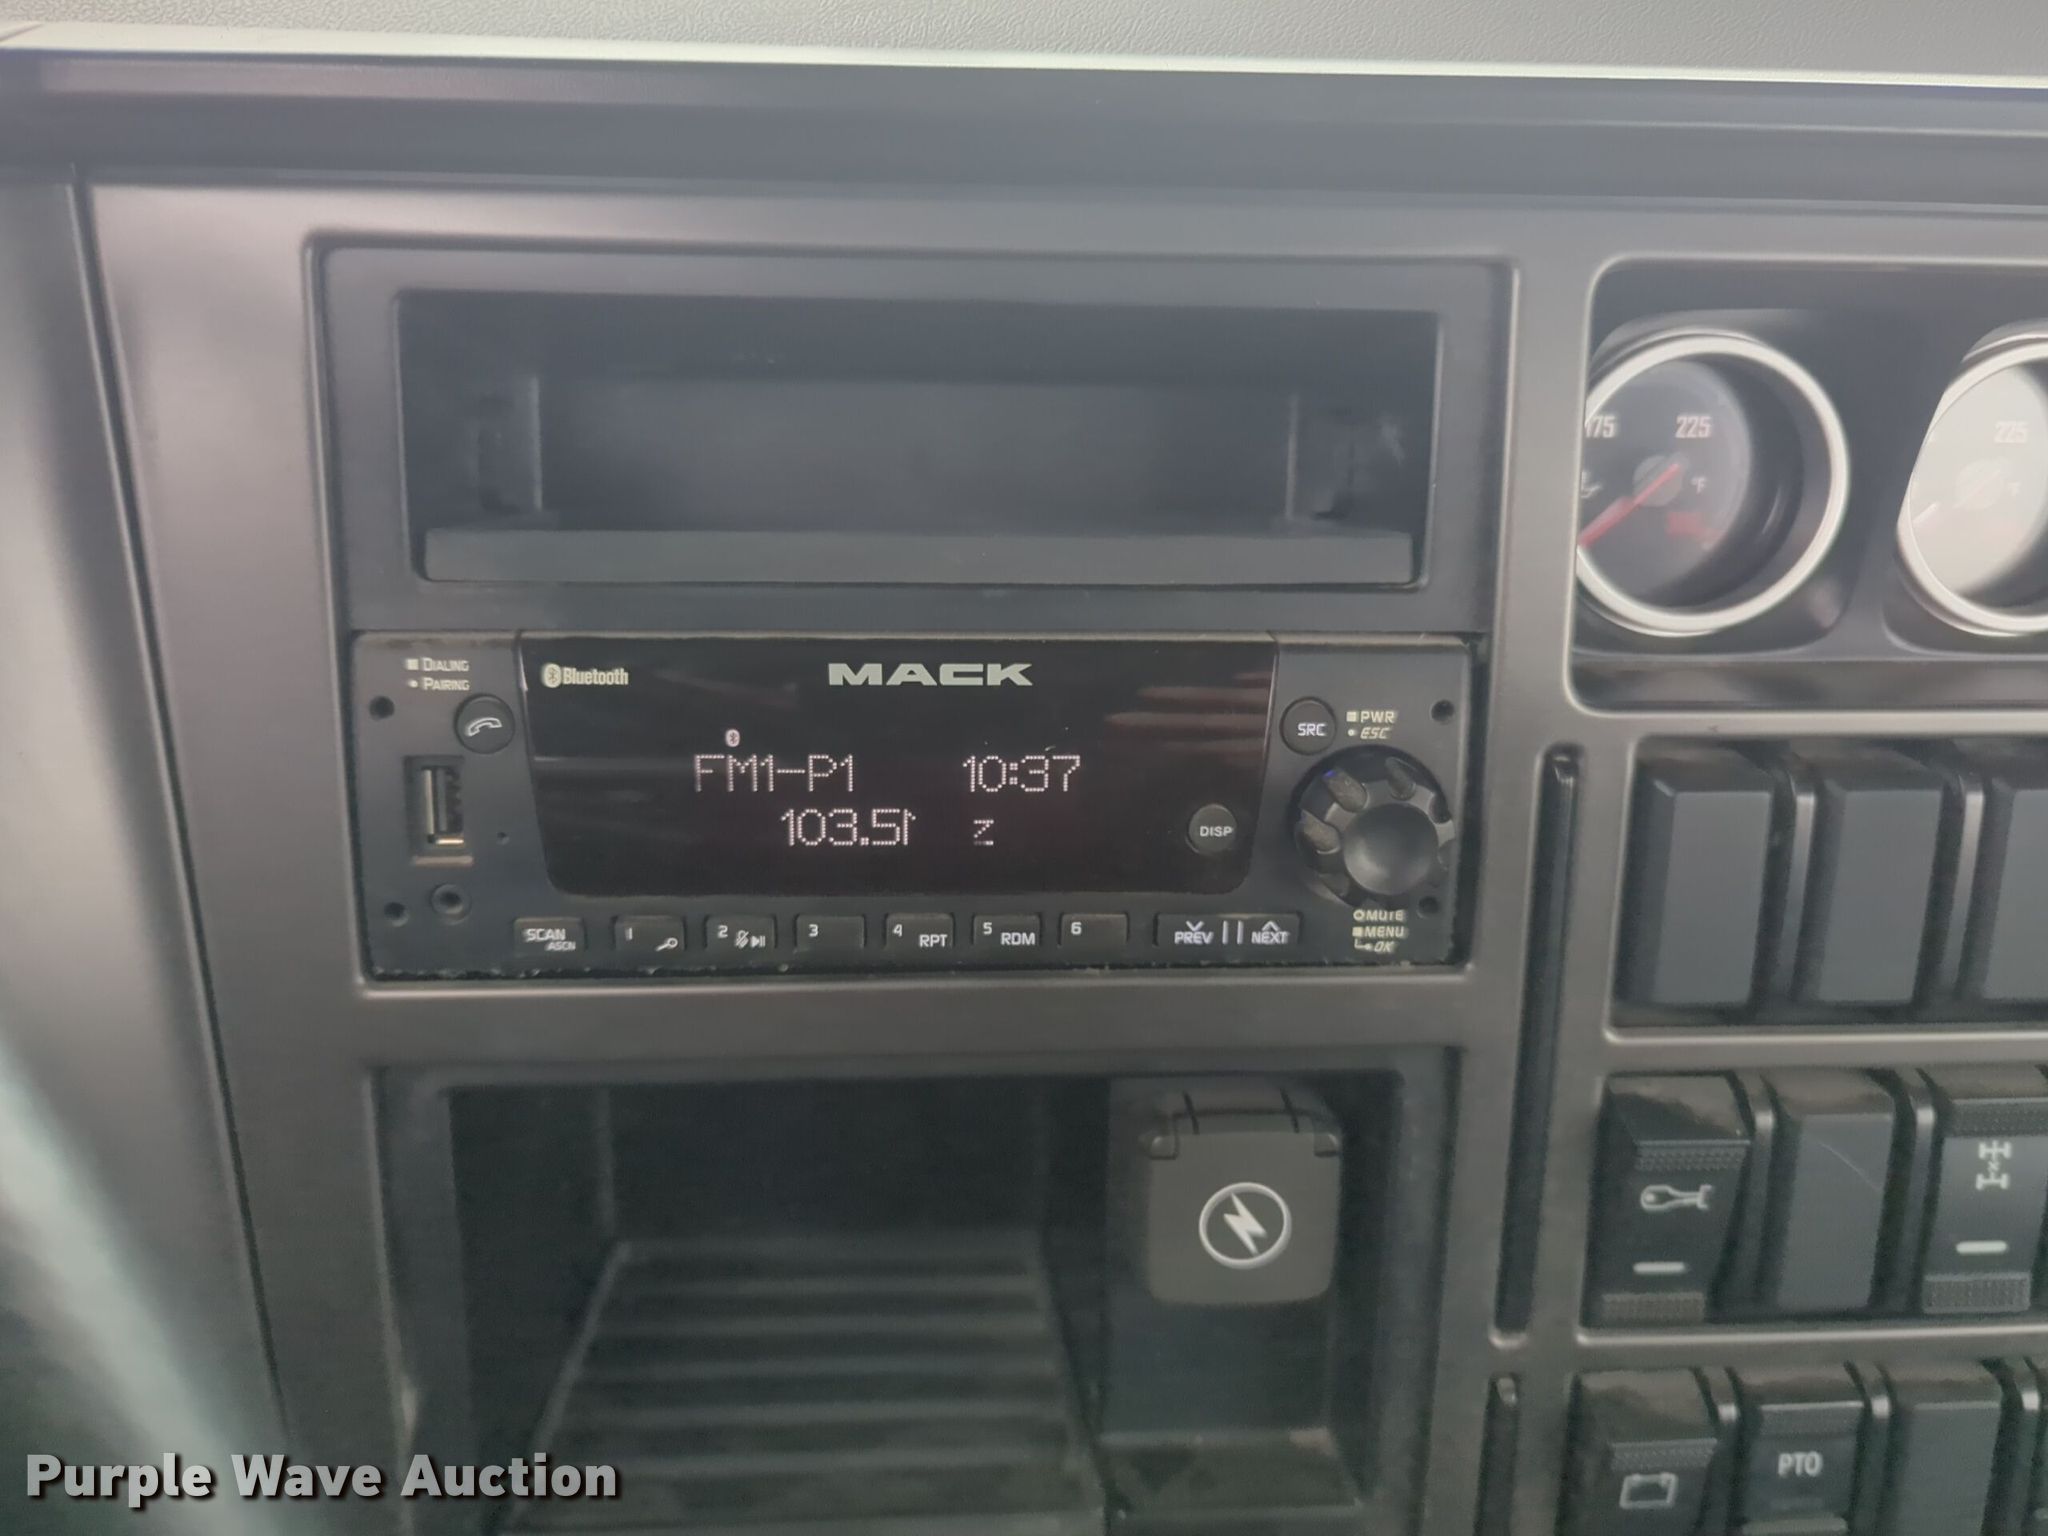 175 225 °F
225 °F
DIALING
PAIRING
Bluetooth
MACK
SRC
PWR
ESC
FM1-P1 10:37
103.51
DISP
SCAN
ASCN
1
2
3
4 RPT
5 RDM
6
PREV
NEXT
MUTE
MENU
OK
PTO
Purple Wave Auction